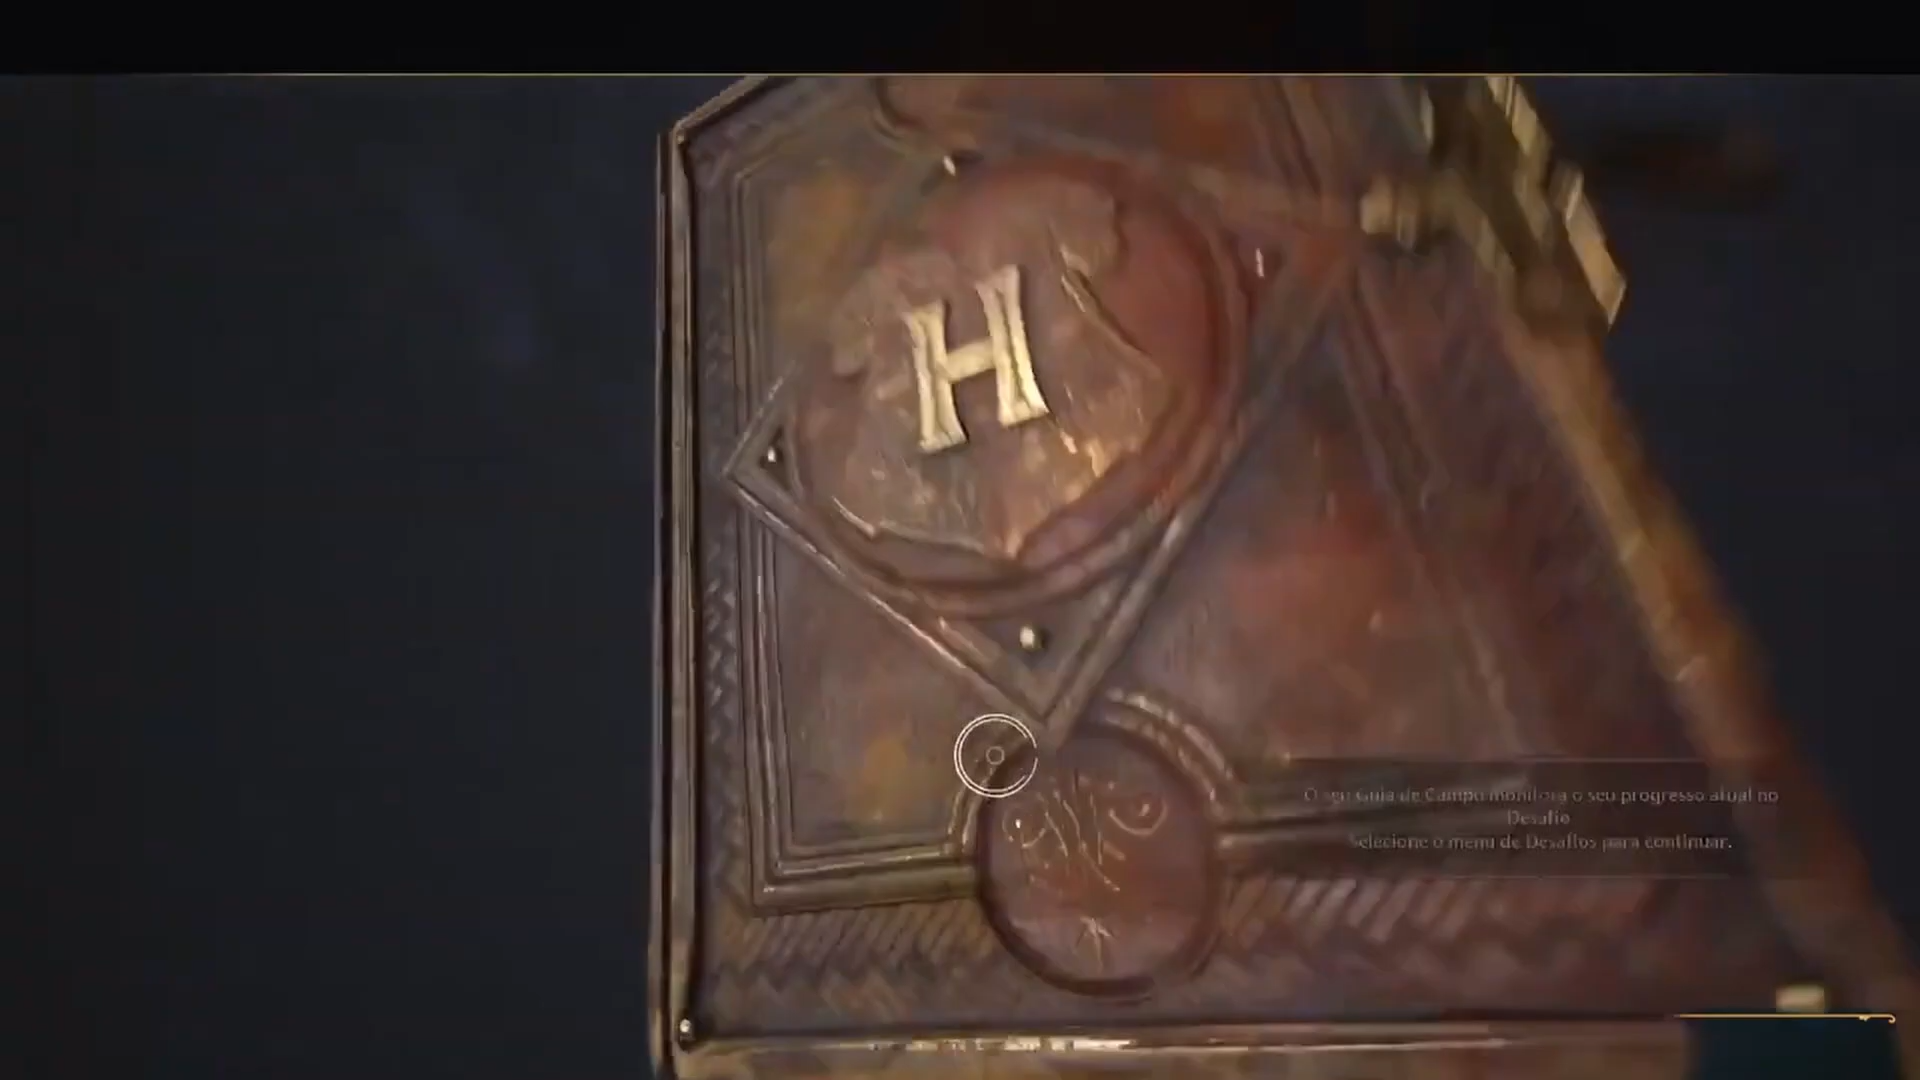 H
O seu Guia de Campo monitora o seu progresso atual no
Desafio
Selecione o menu de Desafios para continuar.